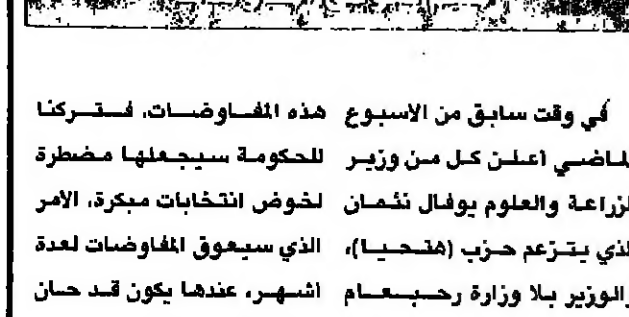 في وقت سابق من الاسبوع
الماضي أعلن كل من وزير
الزراعة والعلوم يوفال نئمان
الذي يتزعم حزب (هتحيا)،
والوزير بلا وزارة رحبعام
هذه المفاوضات، فتركنا
للحكومة سيجعلها مضطرة
لخوض انتخابات مبكرة، الأمر
الذي سيعوق المفاوضات لعدة
اشهر، عندها يكون قد حان